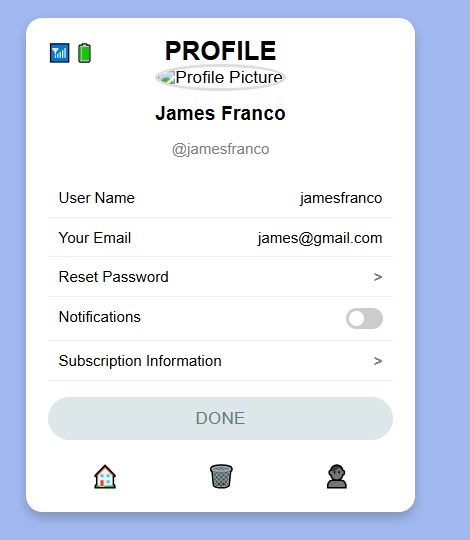 PROFILE
Profile Picture
James Franco
@jamesfranco
User Name jamesfranco
Your Email james@gmail.com
Reset Password >
Notifications
Subscription Information >
DONE